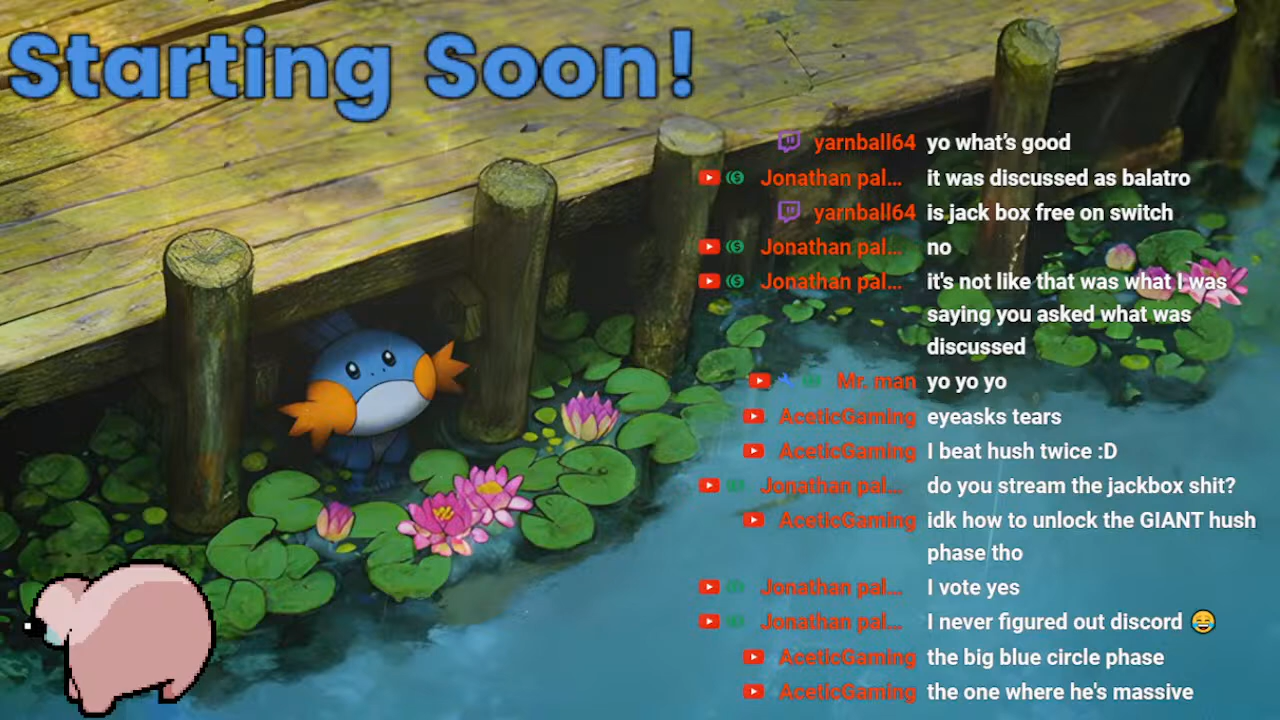 Starting Soon!
yarnball64 yo what's good
Jonathan pal... it was discussed as balatro
yarnball64 is jack box free on switch
Jonathan pal... no
Jonathan pal... it's not like that was what I was
saying you asked what was
discussed
Mr. man yo yo yo
AceticGaming eyeasks tears
AceticGaming I beat hush twice :D
Jonathan pal... do you stream the jackbox shit?
AceticGaming idk how to unlock the GIANT hush
phase tho
Jonathan pal... I vote yes
Jonathan pal... I never figured out discord 😂
AceticGaming the big blue circle phase
AceticGaming the one where he's massive